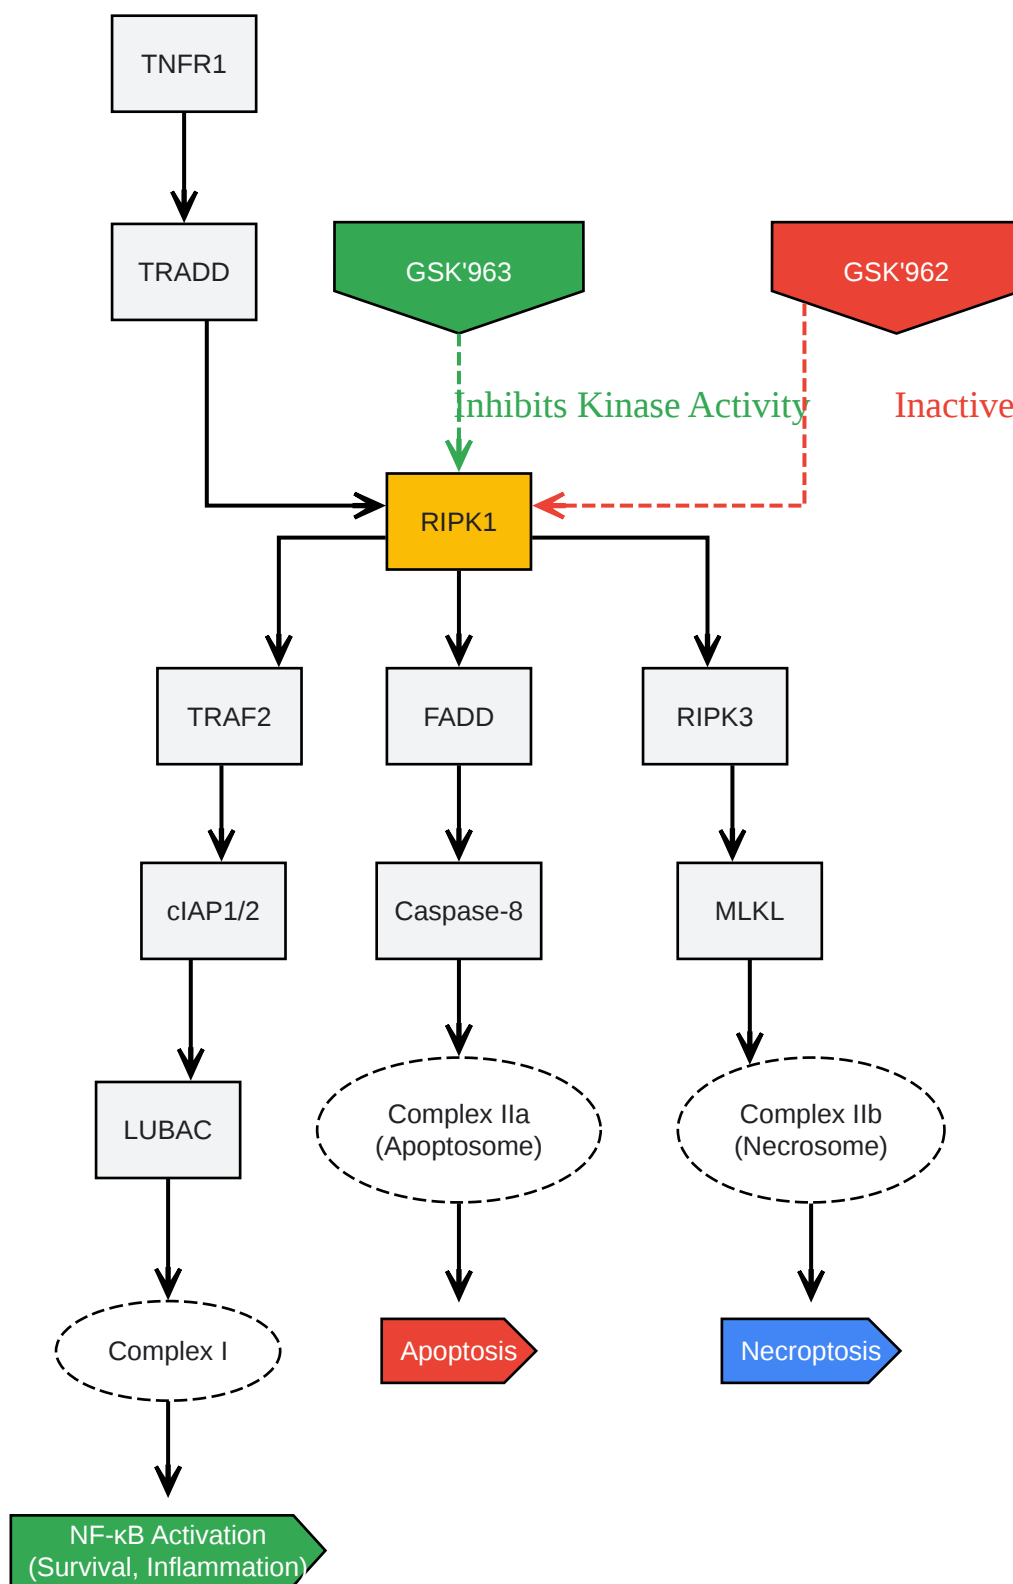 TNFR1
TRADD
GSK'963
GSK'962
Inhibits Kinase Activity
Inactive
RIPK1
TRAF2
FADD
RIPK3
cIAP1/2
Caspase-8
MLKL
LUBAC
Complex IIa
(Apoptosome)
Complex IIb
(Necrosome)
Complex I
Apoptosis
Necroptosis
NF-κB Activation
(Survival, Inflammation)